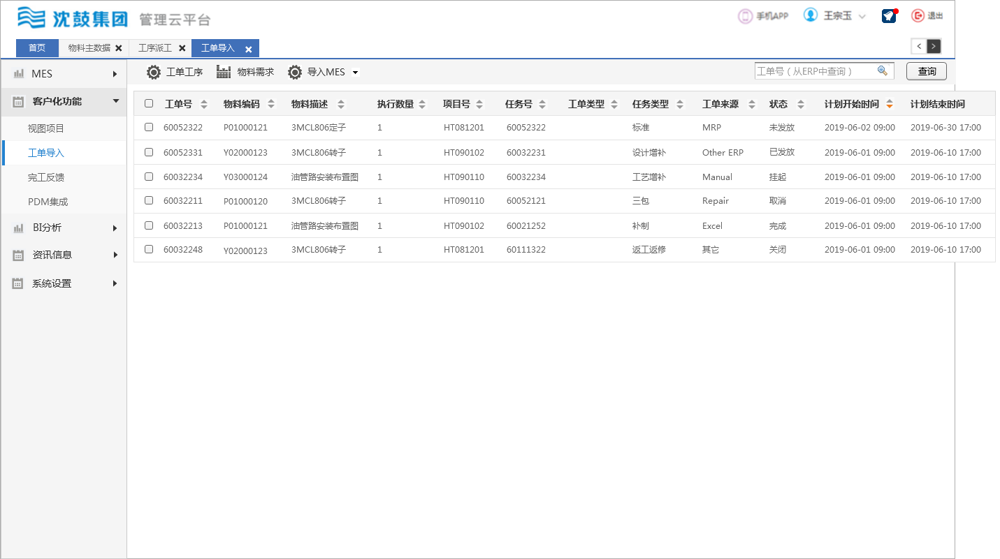 沈鼓集团 管理云平台 手机APP 王宗玉 退出
首页 物料主数据 工序派工 工单导入
MES
客户化功能
视图项目
工单导入
完工反馈
PDM集成
BI分析
资讯信息
系统设置
工单工序 物料需求 导入MES 工单号（从ERP中查询） 查询
工单号 物料编码 物料描述 执行数量 项目号 任务号 工单类型 任务类型 工单来源 状态 计划开始时间 计划结束时间
60052322 P01000121 3MCL806定子 1 HT081201 60052322 标准 MRP 未发放 2019-06-02 09:00 2019-06-30 17:00
60052331 Y02000123 3MCL806转子 1 HT090102 60032231 设计增补 Other ERP 已发放 2019-06-01 09:00 2019-06-10 17:00
60032234 Y03000124 油管路安装布置图 1 HT090110 60032234 工艺增补 Manual 挂起 2019-06-01 09:00 2019-06-10 17:00
60032211 P01000120 3MCL806转子 1 HT090110 60052121 三包 Repair 取消 2019-06-01 09:00 2019-06-10 17:00
60032213 P01000121 油管路安装布置图 1 HT090102 60021252 补制 Excel 完成 2019-06-01 09:00 2019-06-10 17:00
60032248 Y02000123 3MCL806转子 1 HT081201 60111322 返工返修 其它 关闭 2019-06-01 09:00 2019-06-10 17:00